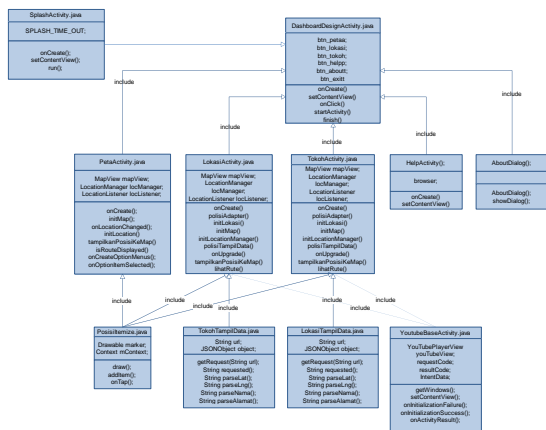 SplashActivity.java
SPLASH_TIME_OUT;
onCreate();
setContentView();
run();
DashboardDesignActivity.java
btn_petaa;
btn_lokasi;
btn_tokoh;
btn_helpp;
btn_aboutt;
btn_exitt
onCreate()
setContentView()
onClick()
startActivity()
finish()
include
include
include
include
include
PetaActivity.java
MapView mapView;
LocationManager locManager;
LocationListener locListener;
onCreate();
initMap();
onLocationChanged();
initLocation()
tampilkanPosisiKeMap()
isRouteDisplayed()
onCreateOptionMenus();
onOptionItemSelected();
LokasiActivity.java
MapView mapView;
LocationManager
locManager;
LocationListener locListener;
onCreate()
polisiAdapter()
initLokasi()
initMap()
initLocationManager()
polisiTampilData()
onUpgrade()
tampilkanPosisiKeMap()
lihatRute()
TokohActivity.java
MapView mapView;
LocationManager
locManager;
LocationListener
locListener;
onCreate()
polisiAdapter()
initLokasi()
initMap()
initLocationManager()
polisiTampilData()
onUpgrade()
tampilkanPosisiKeMap()
lihatRute()
HelpActivity();
browser;
onCreate()
setContentView()
AboutDialog();
AboutDialog();
showDialog();
include
include
include
include
include
include
include
PosisiItemize.java
Drawable marker;
Context mContext;
draw();
addItem();
onTap();
TokohTampilData.java
String url;
JSONObject object;
getRequest(String url);
String requested();
String parseLat();
String parseLng();
String parseNama();
String parseAlamat();
LokasiTampilData.java
String url;
JSONObject object;
getRequest(String url);
String requested();
String parseLat();
String parseLng();
String parseNama();
String parseAlamat();
YoutubeBaseActivity.java
YouTubePlayerView
youTubeView;
requestCode;
resultCode;
IntentData;
getWindows();
setContentView();
onInitializationFailure();
onInitializationSuccess();
onActivityResult();